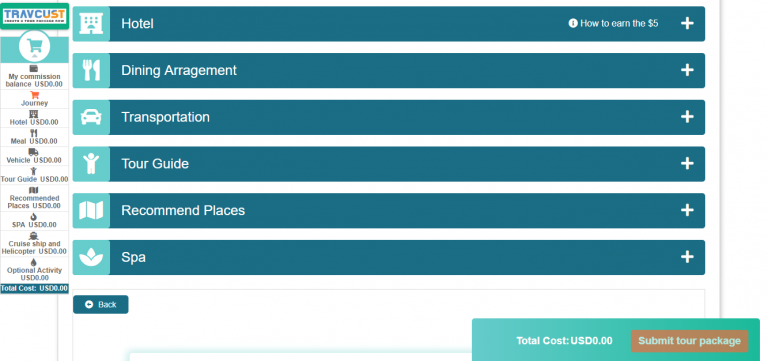 TRAVCUST
CREATE A TOUR PACKAGE NOW
My commission
balance USD0.00
Journey
Hotel USD0.00
Meal USD0.00
Vehicle USD0.00
Tour Guide USD0.00
Recommended
Places USD0.00
SPA USD0.00
Cruise ship and
Helicopter USD0.00
Optional Activity
USD0.00
Total Cost: USD0.00
Hotel
How to earn the $5
Dining Arragement
Transportation
Tour Guide
Recommend Places
Spa
Back
Total Cost:USD0.00
Submit tour package